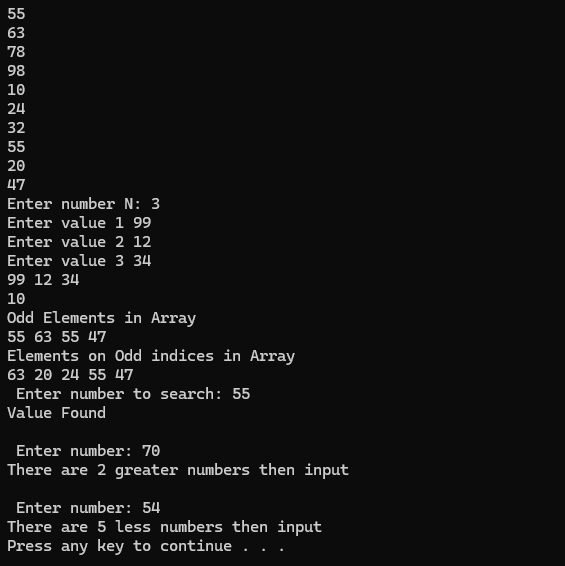 55
63
78
98
10
24
32
55
20
47
Enter number N: 3
Enter value 1 99
Enter value 2 12
Enter value 3 34
99 12 34
10
Odd Elements in Array
55 63 55 47
Elements on Odd indices in Array
63 20 24 55 47
 Enter number to search: 55
Value Found

 Enter number: 70
There are 2 greater numbers then input

 Enter number: 54
There are 5 less numbers then input
Press any key to continue . . .